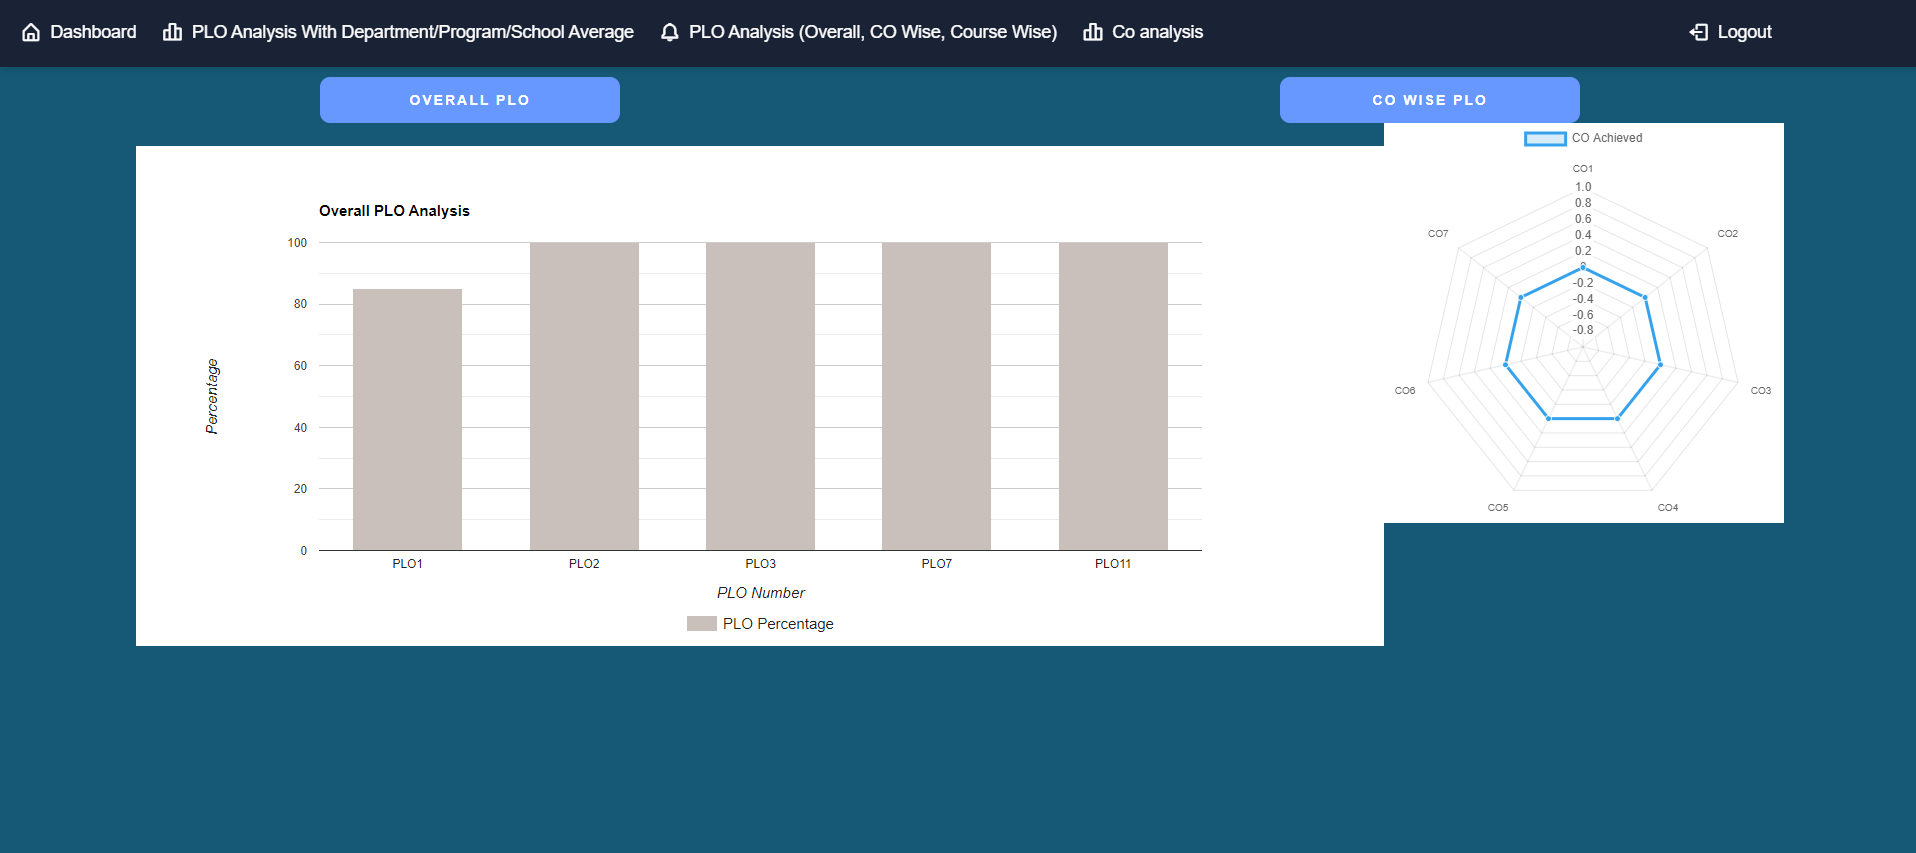 Dashboard
PLO Analysis With Department/Program/School Average
PLO Analysis (Overall, CO Wise, Course Wise)
Co analysis
Logout
OVERALL PLO
CO WISE PLO
Overall PLO Analysis
100
80
60
40
20
0
Percentage
PLO1
PLO2
PLO3
PLO7
PLO11
PLO Number
PLO Percentage
CO Achieved
CO1
1.0
0.8
0.6
0.4
0.2
0
-0.2
-0.4
-0.6
-0.8
CO2
CO3
CO4
CO5
CO6
CO7